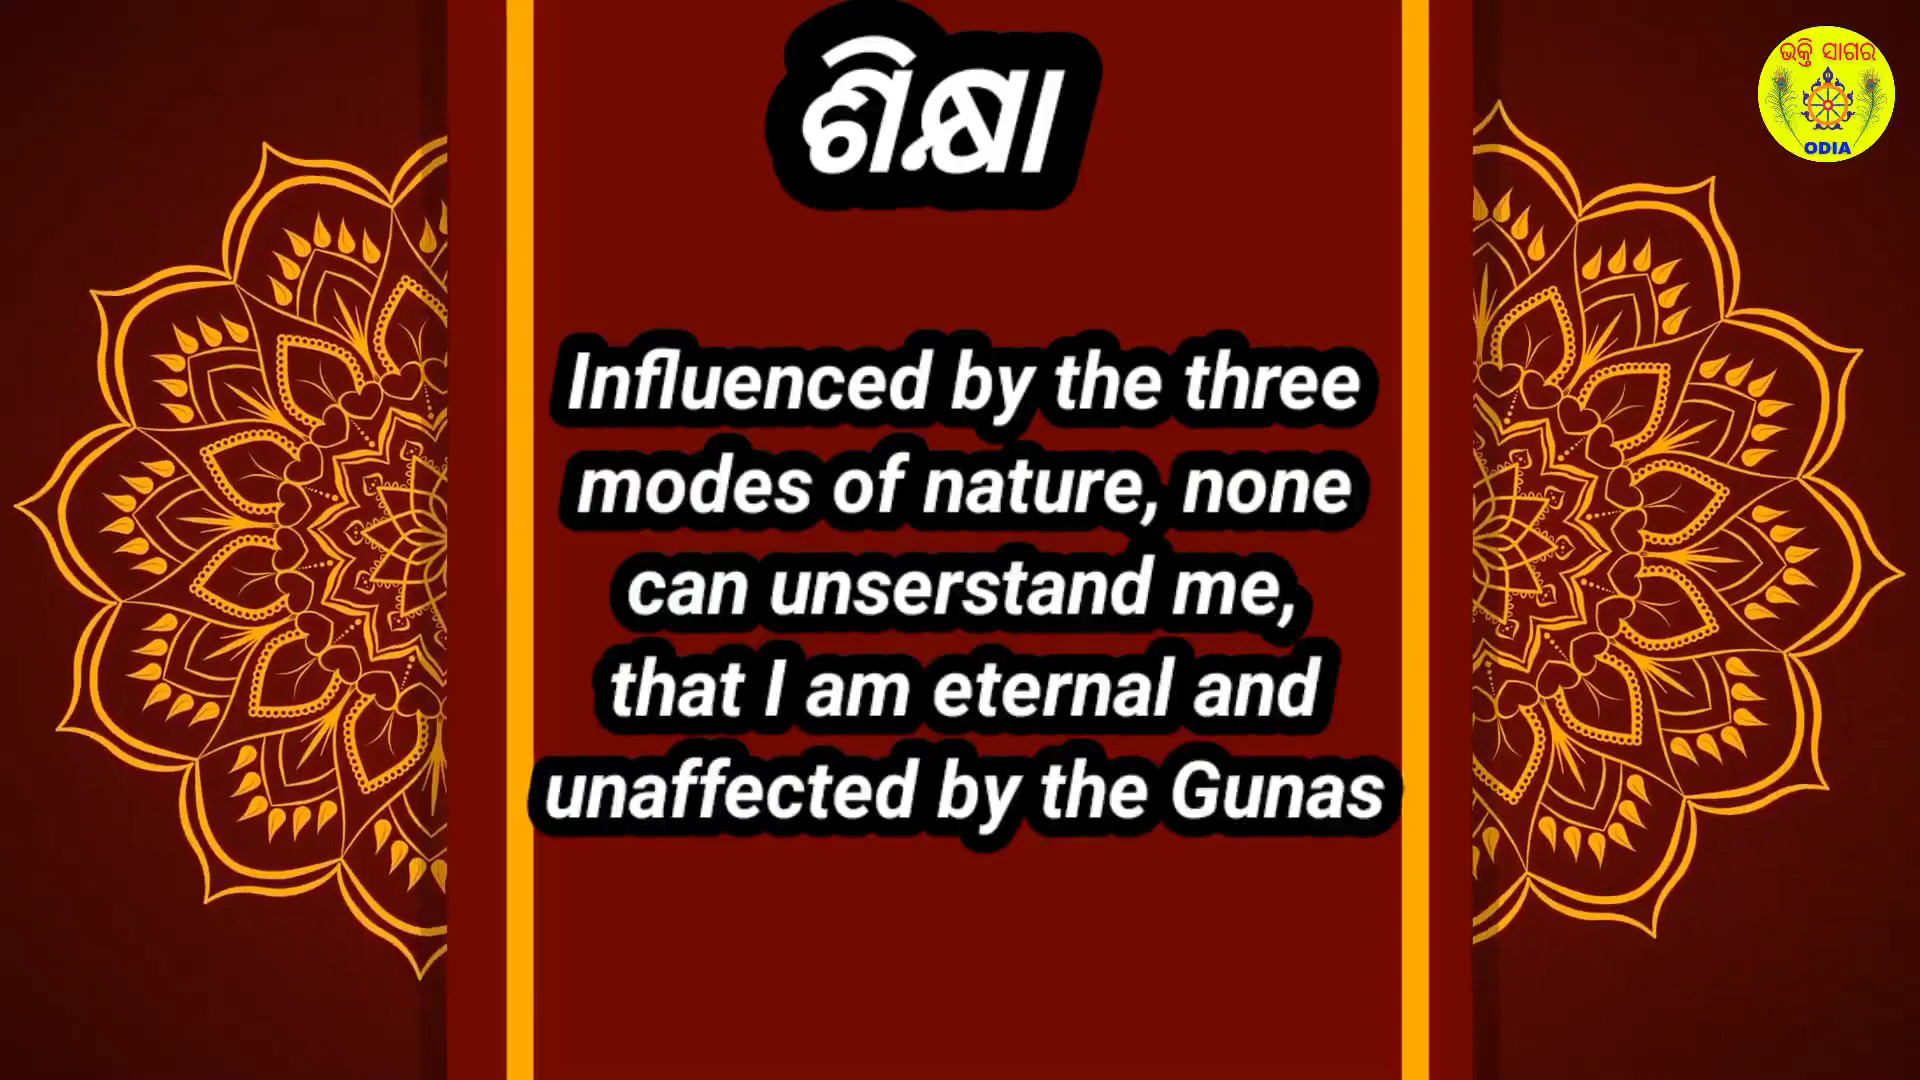 ଶିକ୍ଷା
ଭକ୍ତି ସାଗର
ODIA
Influenced by the three
modes of nature, none
can unserstand me,
that I am eternal and
unaffected by the Gunas